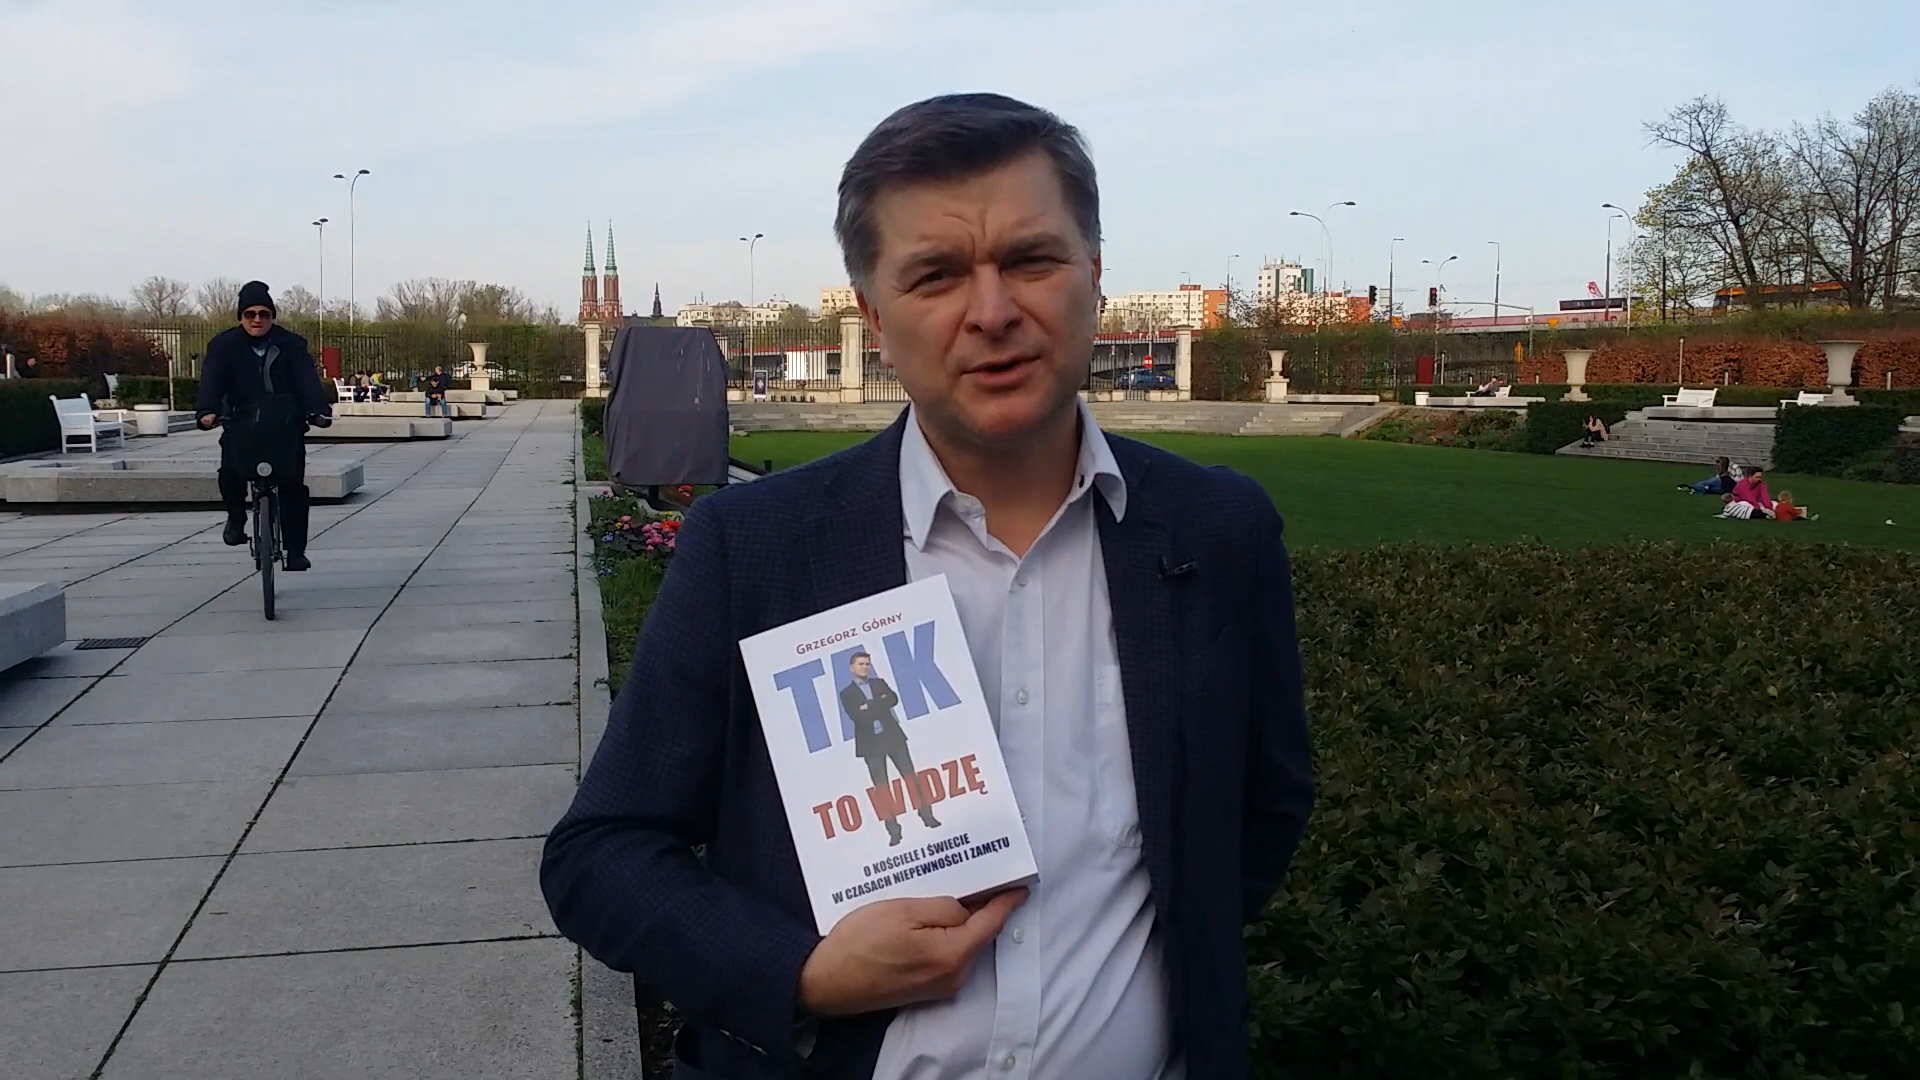 GRZEGORZ GÓRNY
TAK
TO WIDZĘ
O KOŚCIELE I ŚWIECIE
W CZASACH NIEPEWNOŚCI I ZAMĘTU